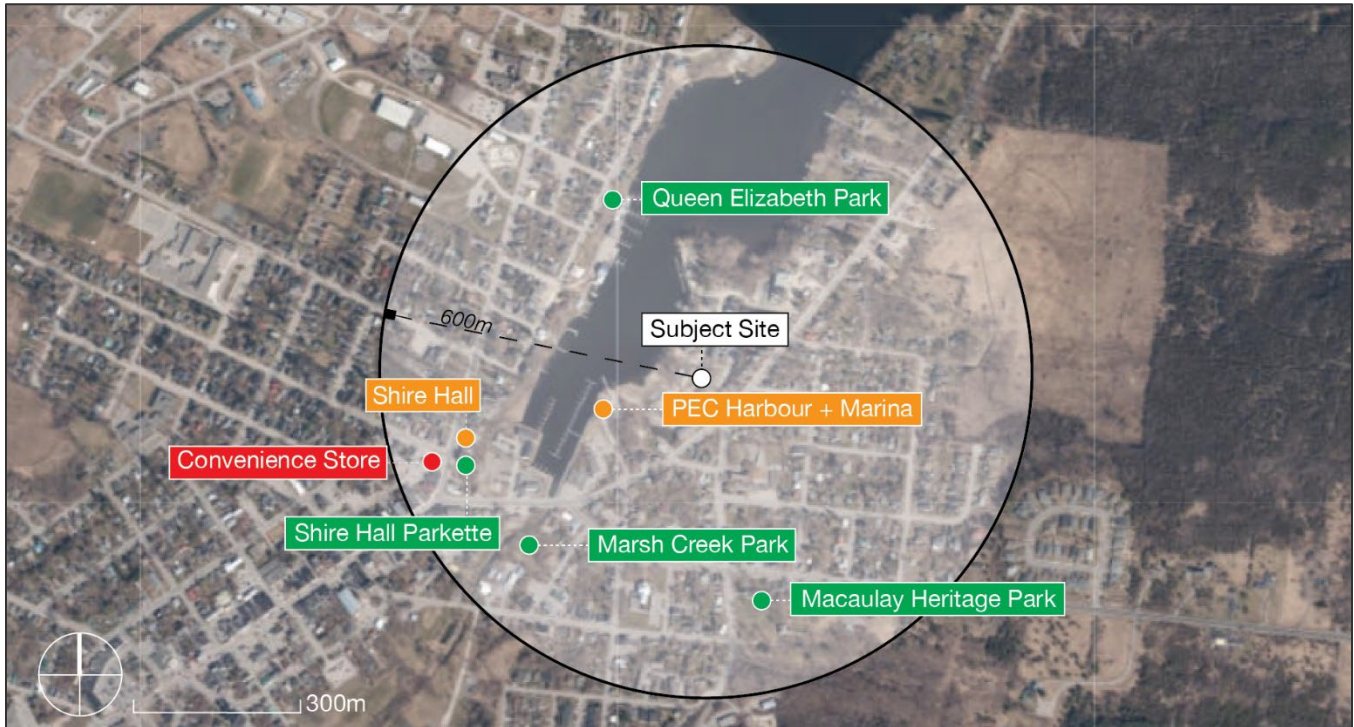 Queen Elizabeth Park
600m
Subject Site
Shire Hall
PEC Harbour + Marina
Convenience Store
Shire Hall Parkette
Marsh Creek Park
Macaulay Heritage Park
300m